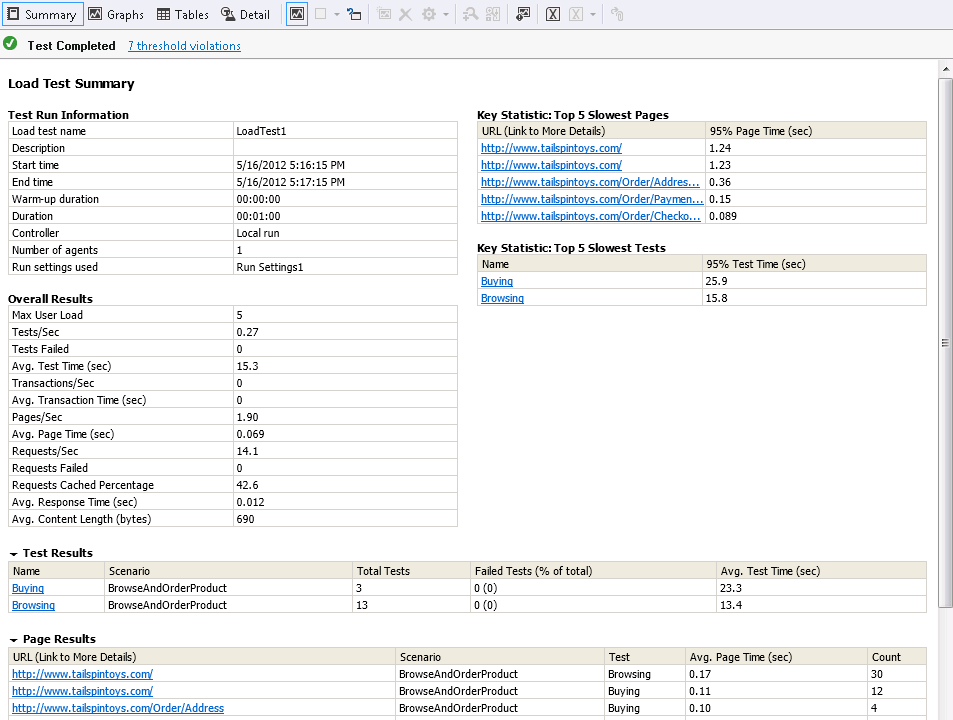 Summary Graphs Tables Detail
Test Completed 7 threshold violations
Load Test Summary
Test Run Information
Load test name LoadTest1
Description
Start time 5/16/2012 5:16:15 PM
End time 5/16/2012 5:17:15 PM
Warm-up duration 00:00:00
Duration 00:01:00
Controller Local run
Number of agents 1
Run settings used Run Settings1
Overall Results
Max User Load 5
Tests/Sec 0.27
Tests Failed 0
Avg. Test Time (sec) 15.3
Transactions/Sec 0
Avg. Transaction Time (sec) 0
Pages/Sec 1.90
Avg. Page Time (sec) 0.069
Requests/Sec 14.1
Requests Failed 0
Requests Cached Percentage 42.6
Avg. Response Time (sec) 0.012
Avg. Content Length (bytes) 690
Key Statistic: Top 5 Slowest Pages
URL (Link to More Details) 95% Page Time (sec)
http://www.tailspintoys.com/ 1.24
http://www.tailspintoys.com/ 1.23
http://www.tailspintoys.com/Order/Addres... 0.36
http://www.tailspintoys.com/Order/Paymen... 0.15
http://www.tailspintoys.com/Order/Checko... 0.089
Key Statistic: Top 5 Slowest Tests
Name 95% Test Time (sec)
Buying 25.9
Browsing 15.8
Test Results
Name Scenario Total Tests Failed Tests (% of total) Avg. Test Time (sec)
Buying BrowseAndOrderProduct 3 0 (0) 23.3
Browsing BrowseAndOrderProduct 13 0 (0) 13.4
Page Results
URL (Link to More Details) Scenario Test Avg. Page Time (sec) Count
http://www.tailspintoys.com/ BrowseAndOrderProduct Browsing 0.17 30
http://www.tailspintoys.com/ BrowseAndOrderProduct Buying 0.11 12
http://www.tailspintoys.com/Order/Address BrowseAndOrderProduct Buying 0.10 4